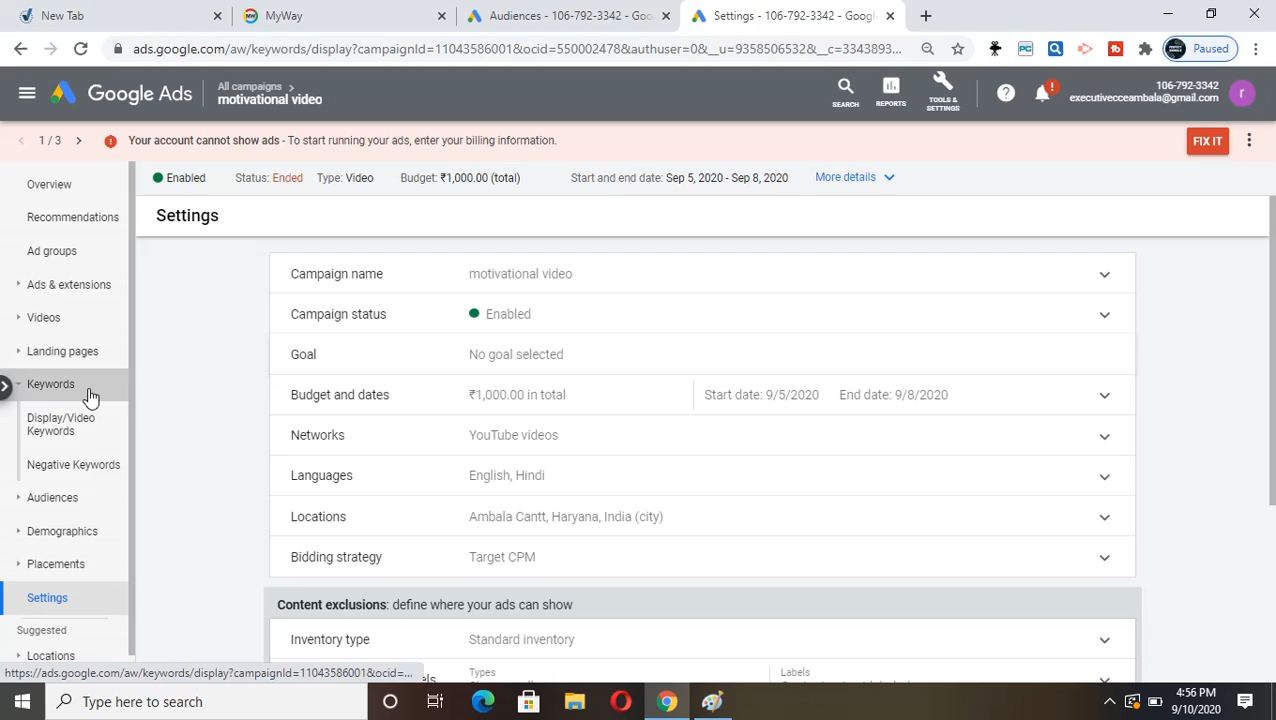 New Tab
MyWay
Audiences - 106-792-3342 - Goo
Settings - 106-792-3342 - Google
ads.google.com/aw/keywords/display?campaignId=11043586001&ocid=550002478&authuser=0&__u=9358506532&__c=3343893...
Paused
Google Ads
All campaigns
motivational video
SEARCH
REPORTS
TOOLS & SETTINGS
106-792-3342
executivecceambala@gmail.com
r
1 / 3
Your account cannot show ads - To start running your ads, enter your billing information.
FIX IT
Enabled Status: Ended Type: Video Budget: ₹1,000.00 (total) Start and end date: Sep 5, 2020 - Sep 8, 2020 More details
Overview
Recommendations
Ad groups
Ads & extensions
Videos
Landing pages
Keywords
Display/Video
Keywords
Negative Keywords
Audiences
Demographics
Placements
Settings
Suggested
Locations
Settings
Campaign name motivational video
Campaign status Enabled
Goal No goal selected
Budget and dates ₹1,000.00 in total Start date: 9/5/2020 End date: 9/8/2020
Networks YouTube videos
Languages English, Hindi
Locations Ambala Cantt, Haryana, India (city)
Bidding strategy Target CPM
Content exclusions: define where your ads can show
Inventory type Standard inventory
Types Labels
https://ads.google.com/aw/keywords/display?campaignId=11043586001&ocid=...
Type here to search
4:56 PM
9/10/2020